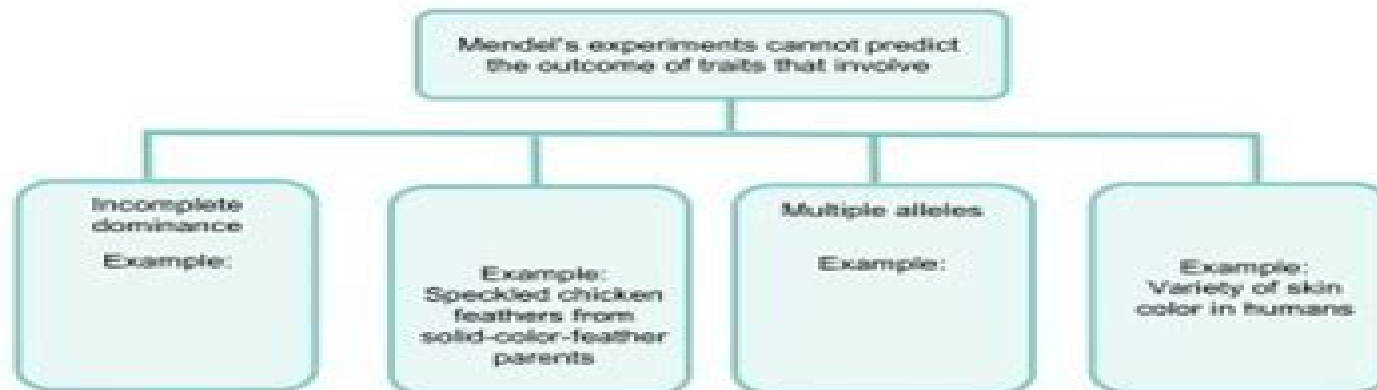 Mendel's experiments cannot predict
the outcome of traits that involve
Incomplete
dominance
Example:
Example:
Speckled chicken
feathers from
solid-color-feather
parents
Multiple alleles
Example:
Example:
Variety of skin
color in humans